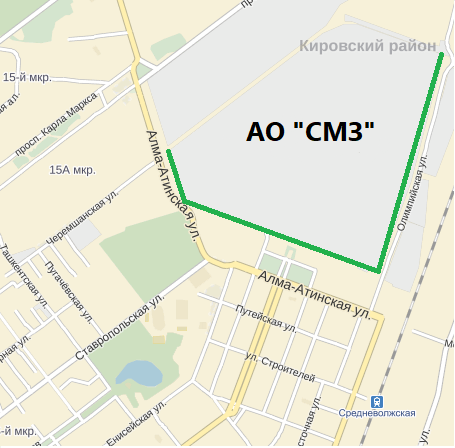 Кировский район
15-й мкр.
просп. Карла Маркса
АО "СМЗ"
15А мкр.
Алма-Атинская ул.
Олимпийская ул.
Черемшанская ул.
Ташкентская ул.
Пугачёвская ул.
Алма-Атинская ул.
Ставропольская ул.
Путейская ул.
ул. Строителей
Средневолжская
Енисейская ул.